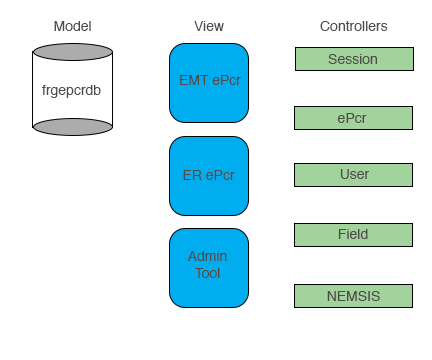 Model
View
Controllers
frgepcrdb
EMT ePcr
ER ePcr
Admin
Tool
Session
ePcr
User
Field
NEMSIS